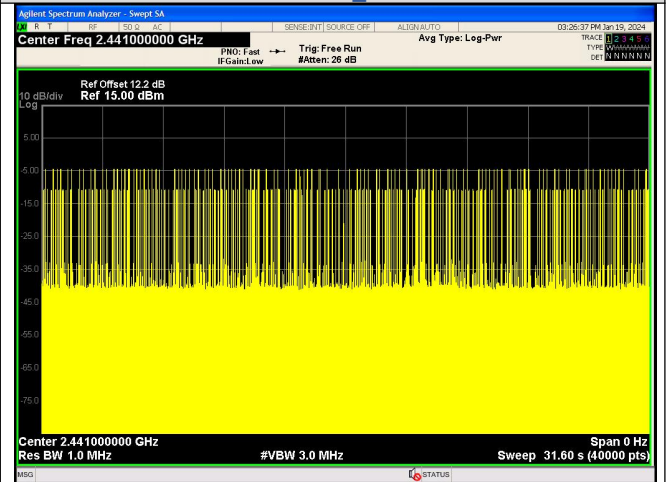 Agilent Spectrum Analyzer - Swept SA
R T RF 50 Ω AC SENSE:INT SOURCE OFF ALIGN AUTO 03:26:37 PM Jan 19, 2024
Center Freq 2.441000000 GHz
PNO: Fast
IFGain:Low
Trig: Free Run
#Atten: 26 dB
Avg Type: Log-Pwr
TRACE 1 2 3 4 5 6
TYPE W
DET N N N N N N
Ref Offset 12.2 dB
10 dB/div Ref 15.00 dBm
Log
5.00
-5.00
-15.0
-25.0
-35.0
-45.0
-55.0
-65.0
-75.0
Center 2.441000000 GHz Span 0 Hz
Res BW 1.0 MHz #VBW 3.0 MHz Sweep 31.60 s (40000 pts)
MSG STATUS